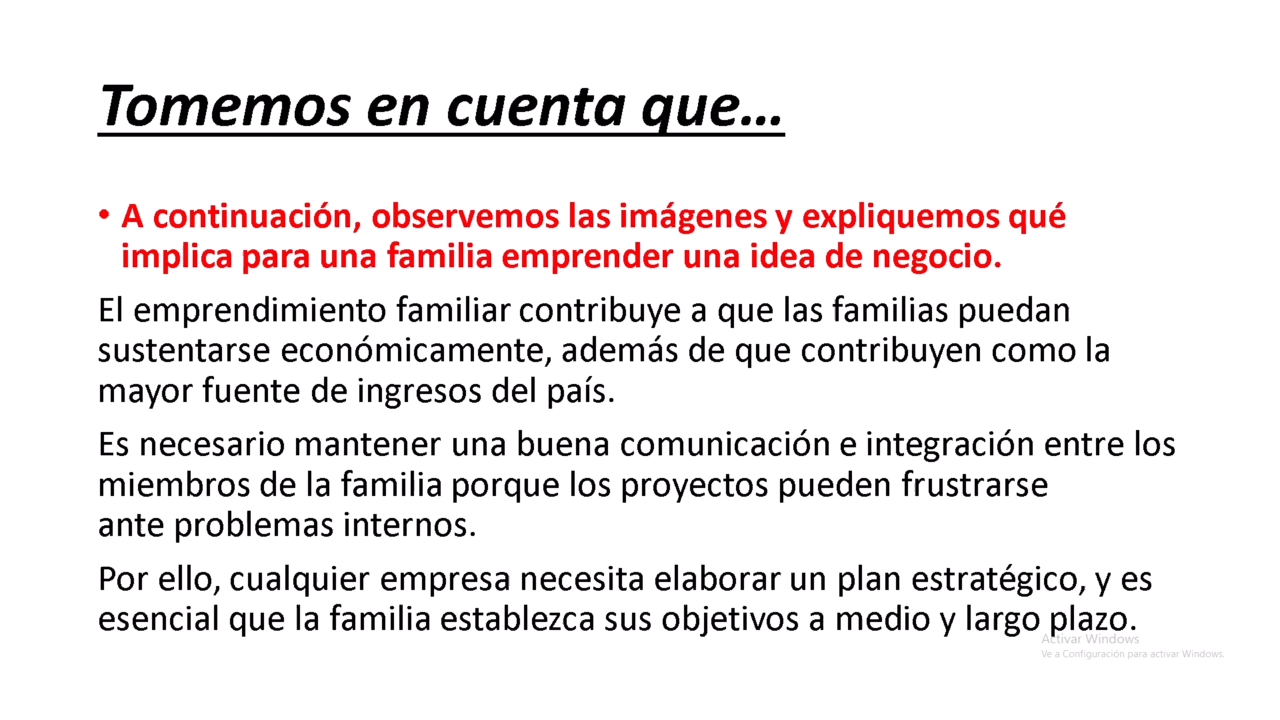 Tomemos en cuenta que...
• A continuación, observemos las imágenes y expliquemos qué
implica para una familia emprender una idea de negocio.
El emprendimiento familiar contribuye a que las familias puedan
sustentarse económicamente, además de que contribuyen como la
mayor fuente de ingresos del país.
Es necesario mantener una buena comunicación e integración entre los
miembros de la familia porque los proyectos pueden frustrarse
ante problemas internos.
Por ello, cualquier empresa necesita elaborar un plan estratégico, y es
esencial que la familia establezca sus objetivos a medio y largo plazo.
Activar Windows
Ve a Configuración para activar Windows.